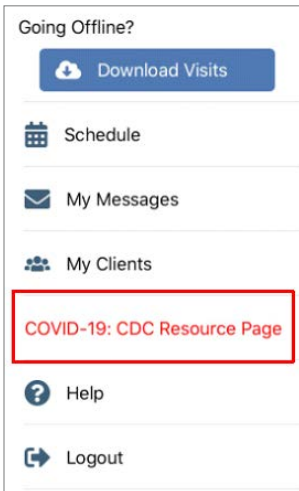 Going Offline?
Download Visits
Schedule
My Messages
My Clients
COVID-19: CDC Resource Page
Help
Logout